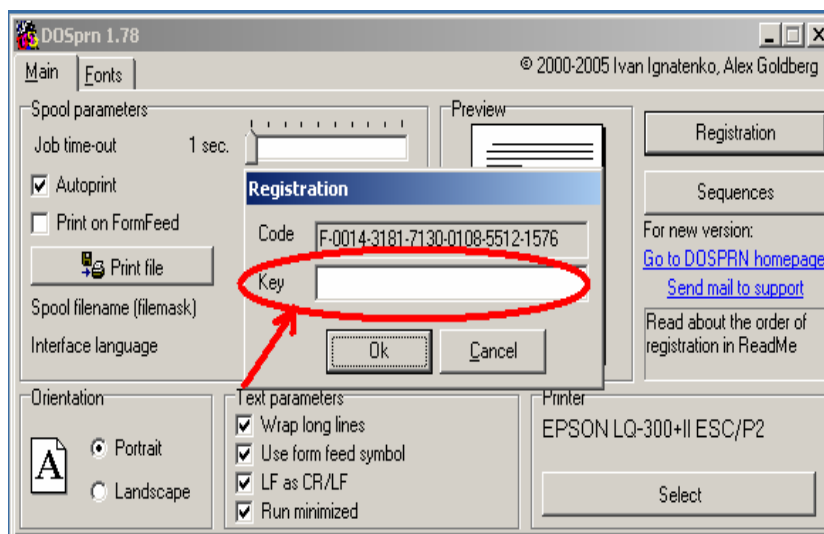 DOSprn 1.78
Main
Fonts
© 2000-2005 Ivan Ignatenko, Alex Goldberg
Spool parameters
Job time-out 1 sec.
Autoprint
Print on FormFeed
Print file
Spool filename (filemask)
Interface language
Preview
Registration
Sequences
For new version:
Go to DOSPRN homepage
Send mail to support
Read about the order of
registration in ReadMe
Registration
Code F-0014-3181-7130-0108-5512-1576
Key
Ok
Cancel
Orientation
A
Portrait
Landscape
Text parameters
Wrap long lines
Use form feed symbol
LF as CR/LF
Run minimized
Printer
EPSON LQ-300+II ESC/P2
Select